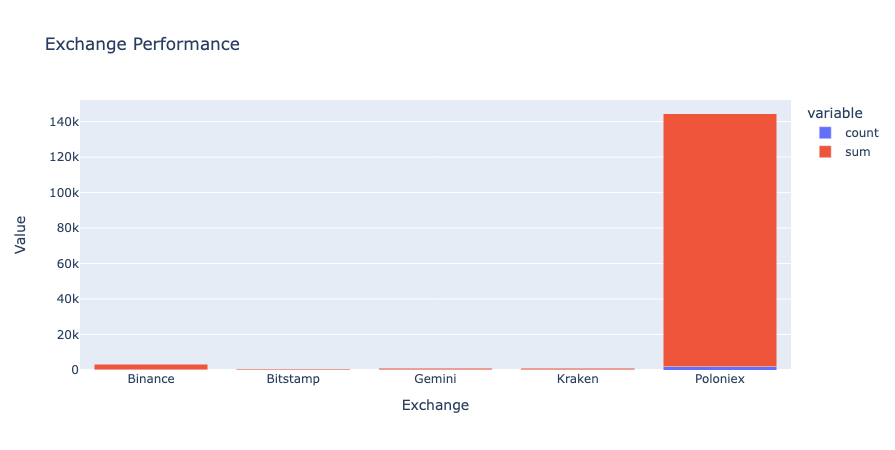 Exchange Performance
variable
count
sum
140k
120k
100k
80k
60k
40k
20k
0
Value
Binance
Bitstamp
Gemini
Kraken
Poloniex
Exchange